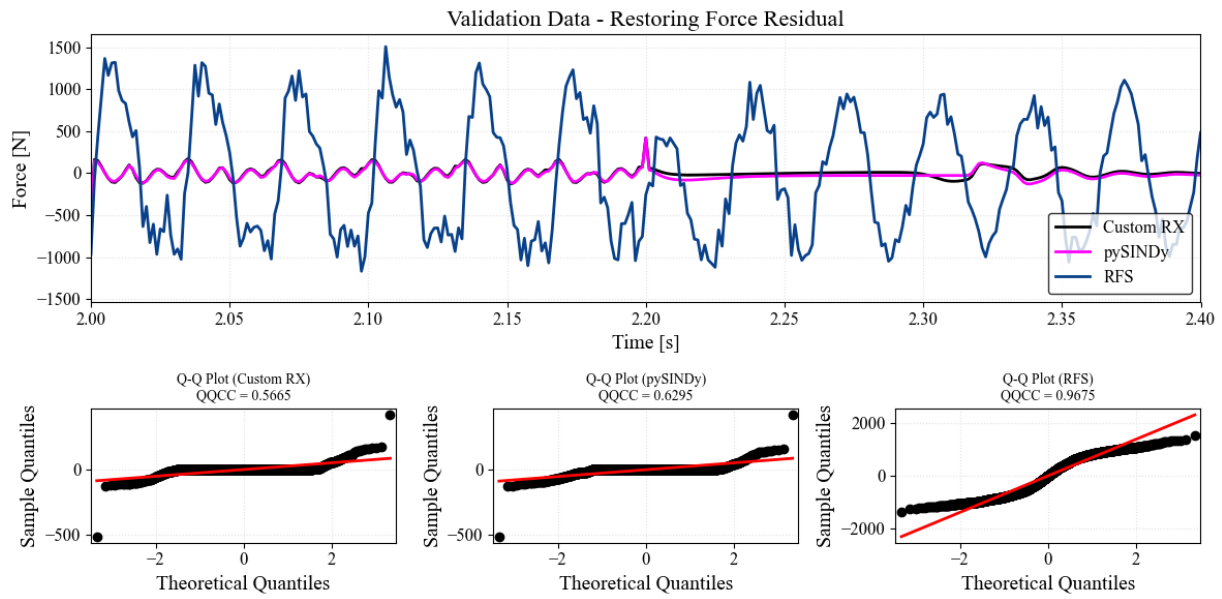 Validation Data - Restoring Force Residual
1500
1000
500
0
−500
−1000
−1500
Force [N]
Custom RX
pySINDy
RFS
2.00
2.05
2.10
2.15
2.20
2.25
2.30
2.35
2.40
Time [s]
Q-Q Plot (Custom RX)
QQCC = 0.5665
Sample Quantiles
0
−500
−2
0
2
Theoretical Quantiles
Q-Q Plot (pySINDy)
QQCC = 0.6295
Sample Quantiles
0
−500
−2
0
2
Theoretical Quantiles
Q-Q Plot (RFS)
QQCC = 0.9675
Sample Quantiles
2000
0
−2000
−2
0
2
Theoretical Quantiles